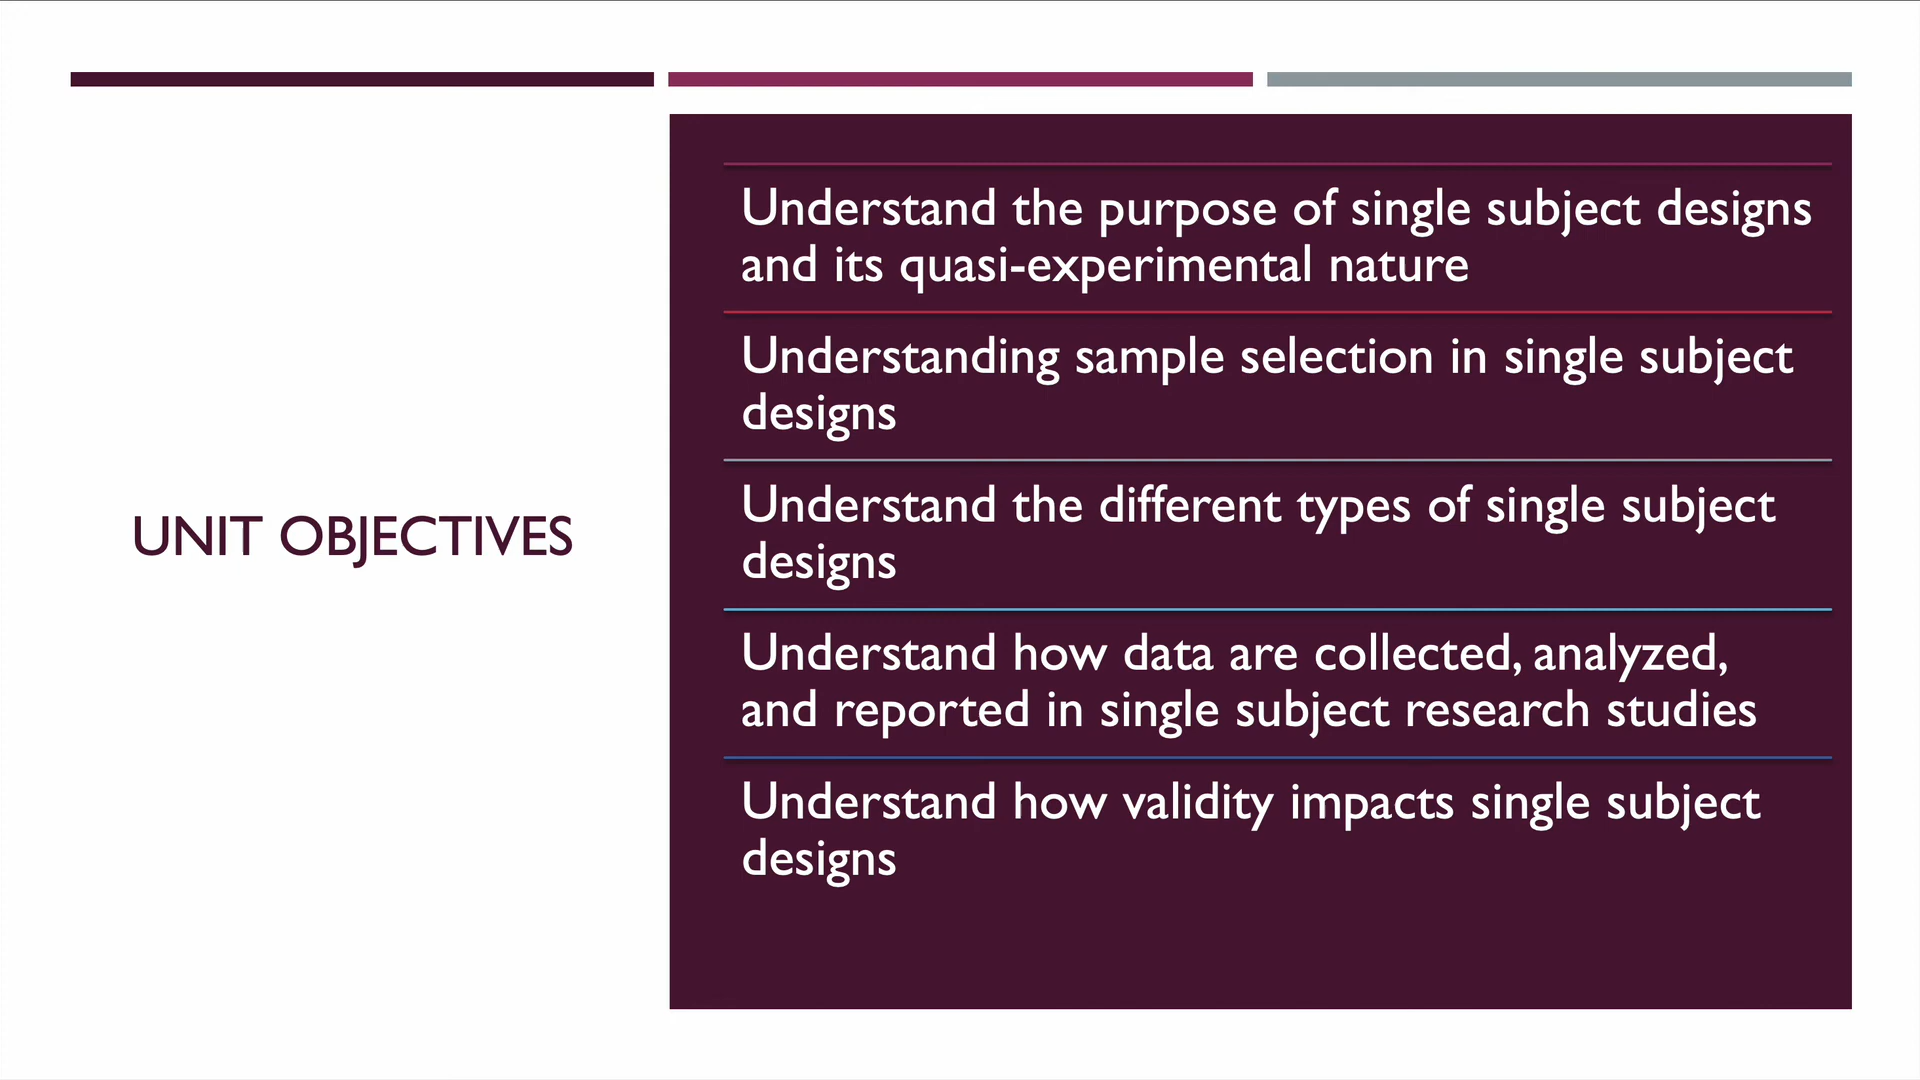 UNIT OBJECTIVES
Understand the purpose of single subject designs
and its quasi-experimental nature
Understanding sample selection in single subject
designs
Understand the different types of single subject
designs
Understand how data are collected, analyzed,
and reported in single subject research studies
Understand how validity impacts single subject
designs